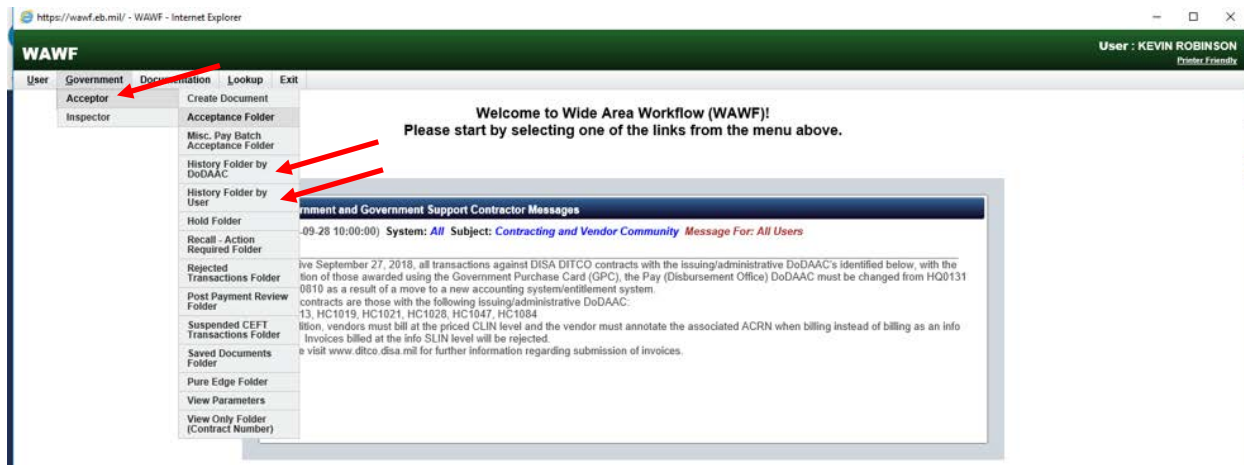 https://wawf.eb.mil/ - WAWF - Internet Explorer
WAWF
User : KEVIN ROBINSON
Printer Friendly
User Government Documentation Lookup Exit
Acceptor
Inspector
Create Document
Acceptance Folder
Misc. Pay Batch
Acceptance Folder
History Folder by
DoDAAC
History Folder by
User
Hold Folder
Recall - Action
Required Folder
Rejected
Transactions Folder
Post Payment Review
Folder
Suspended CEFT
Transactions Folder
Saved Documents
Folder
Pure Edge Folder
View Parameters
View Only Folder
(Contract Number)
Welcome to Wide Area Workflow (WAWF)!
Please start by selecting one of the links from the menu above.
rnment and Government Support Contractor Messages
-09-28 10:00:00) System: All Subject: Contracting and Vendor Community Message For: All Users
ive September 27, 2018, all transactions against DISA DITCO contracts with the issuing/administrative DoDAAC's identified below, with the
tion of those awarded using the Government Purchase Card (GPC), the Pay (Disbursement Office) DoDAAC must be changed from HQ0131
0810 as a result of a move to a new accounting system/entitlement system.
contracts are those with the following issuing/administrative DoDAAC:
13, HC1019, HC1021, HC1028, HC1047, HC1084
lition, vendors must bill at the priced CLIN level and the vendor must annotate the associated ACRN when billing instead of billing as an info
Invoices billed at the info SLIN level will be rejected.
e visit www.ditco.disa.mil for further information regarding submission of invoices.